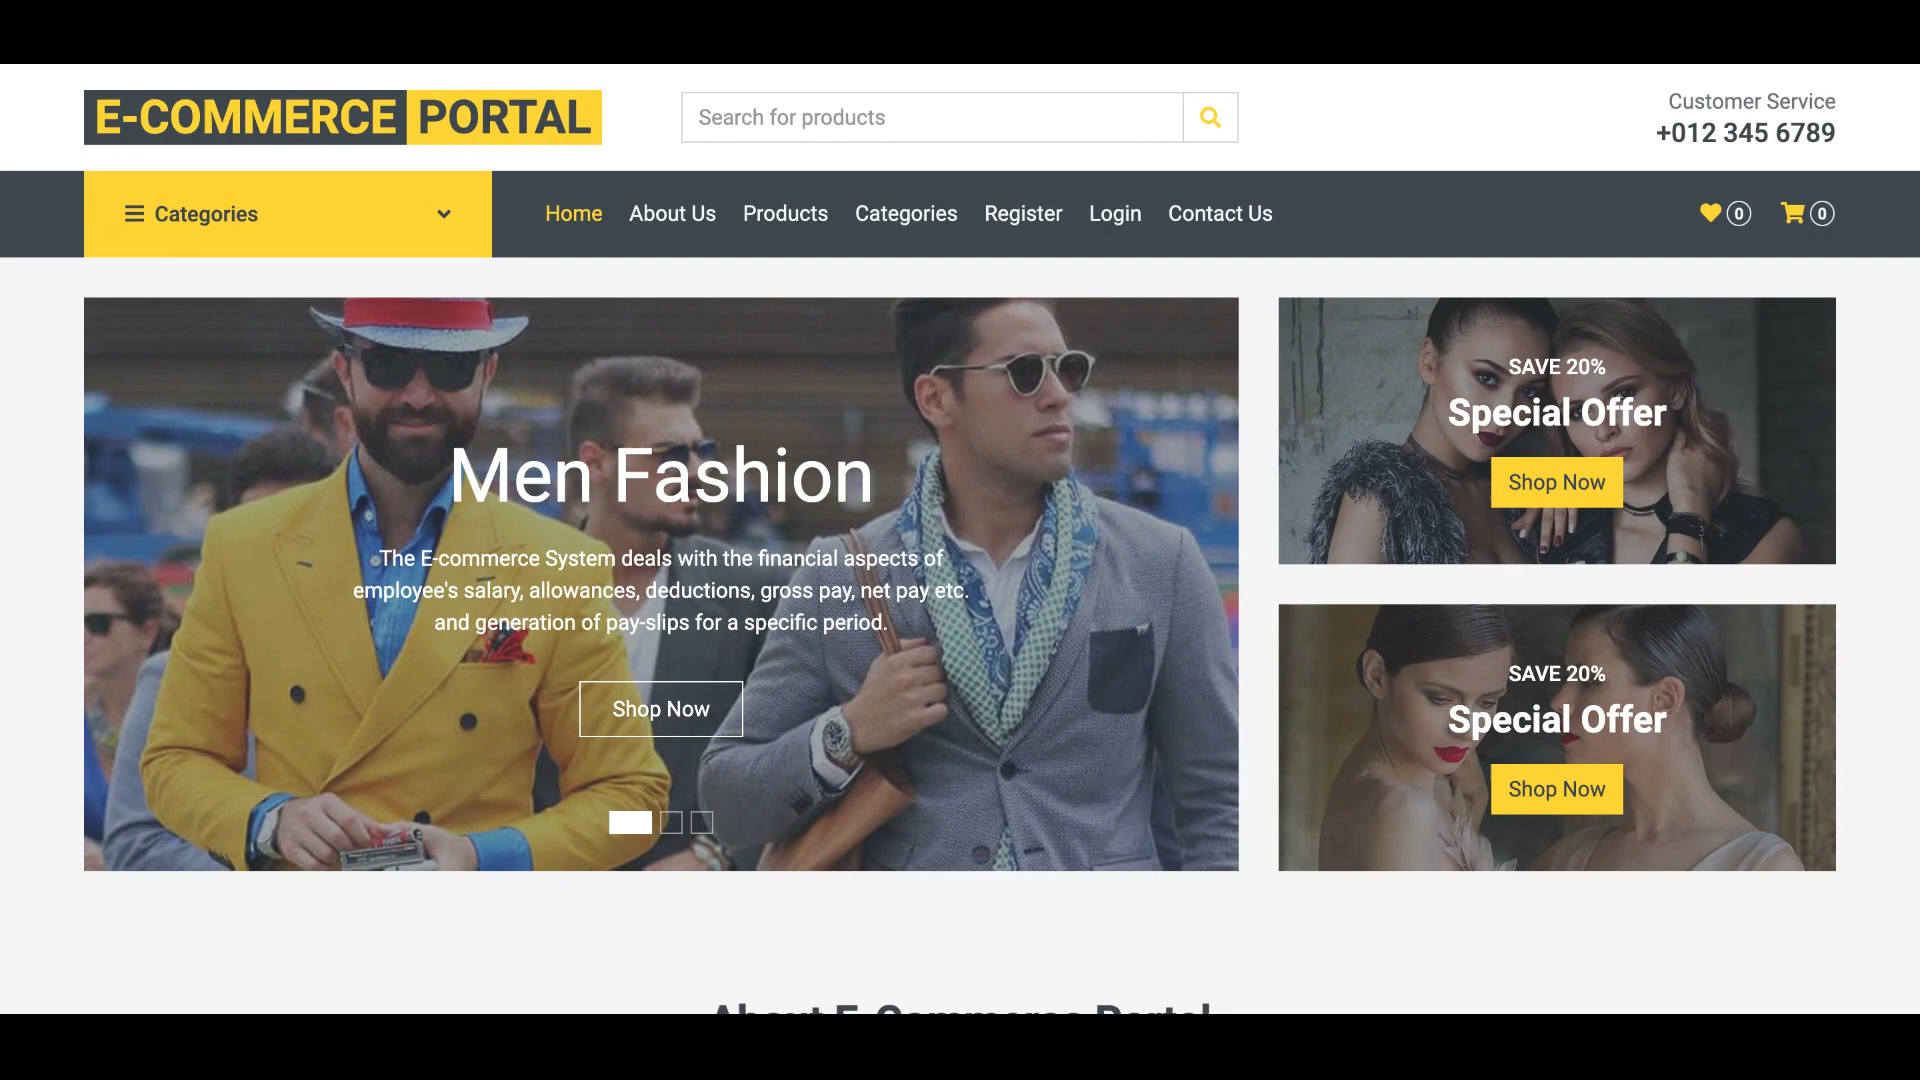 E-COMMERCE PORTAL
Search for products
Customer Service
+012 345 6789
Categories
Home About Us Products Categories Register Login Contact Us
0 0
Men Fashion
The E-commerce System deals with the financial aspects of
employee's salary, allowances, deductions, gross pay, net pay etc.
and generation of pay-slips for a specific period.
Shop Now
SAVE 20%
Special Offer
Shop Now
SAVE 20%
Special Offer
Shop Now
About E-Commerce Portal